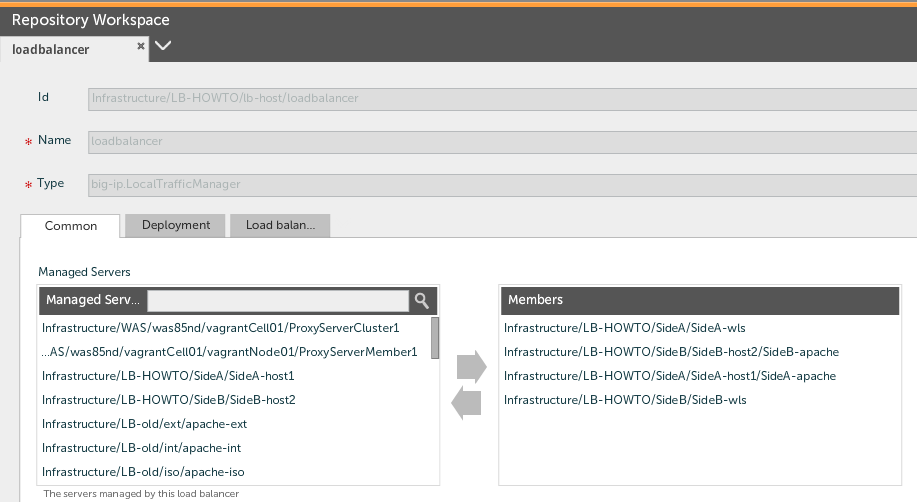 Repository Workspace
loadbalancer
Id
Infrastructure/LB-HOWTO/lb-host/loadbalancer
* Name
loadbalancer
* Type
big-ip.LocalTrafficManager
Common
Deployment
Load balan...
Managed Servers
Managed Serv...
Infrastructure/WAS/was85nd/vagrantCell01/ProxyServerCluster1
...AS/was85nd/vagrantCell01/vagrantNode01/ProxyServerMember1
Infrastructure/LB-HOWTO/SideA/SideA-host1
Infrastructure/LB-HOWTO/SideB/SideB-host2
Infrastructure/LB-old/ext/apache-ext
Infrastructure/LB-old/int/apache-int
Infrastructure/LB-old/iso/apache-iso
The servers managed by this load balancer
Members
Infrastructure/LB-HOWTO/SideA/SideA-wls
Infrastructure/LB-HOWTO/SideB/SideB-host2/SideB-apache
Infrastructure/LB-HOWTO/SideA/SideA-host1/SideA-apache
Infrastructure/LB-HOWTO/SideB/SideB-wls